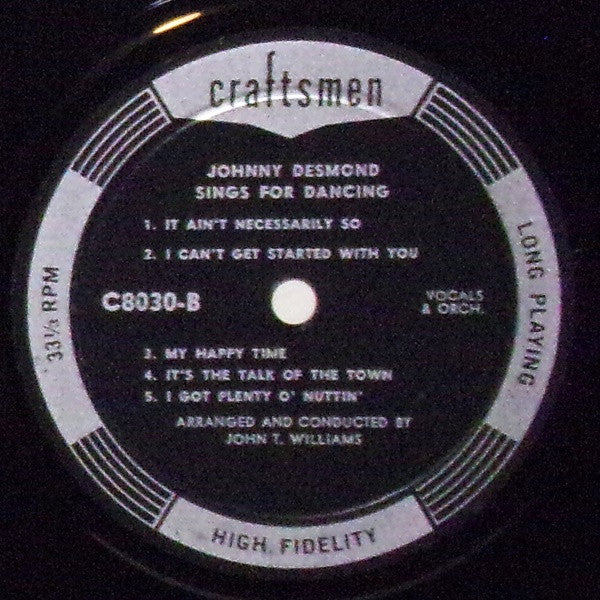 craftsmen
JOHNNY DESMOND
SINGS FOR DANCING
1. IT AIN'T NECESSARILY SO
2. I CAN'T GET STARTED WITH YOU
33⅓ RPM
C8030-B
VOCALS
& ORCH.
LONG PLAYING
3. MY HAPPY TIME
4. IT'S THE TALK OF THE TOWN
5. I GOT PLENTY O' NUTTIN'
ARRANGED AND CONDUCTED BY
JOHN T. WILLIAMS
HIGH FIDELITY